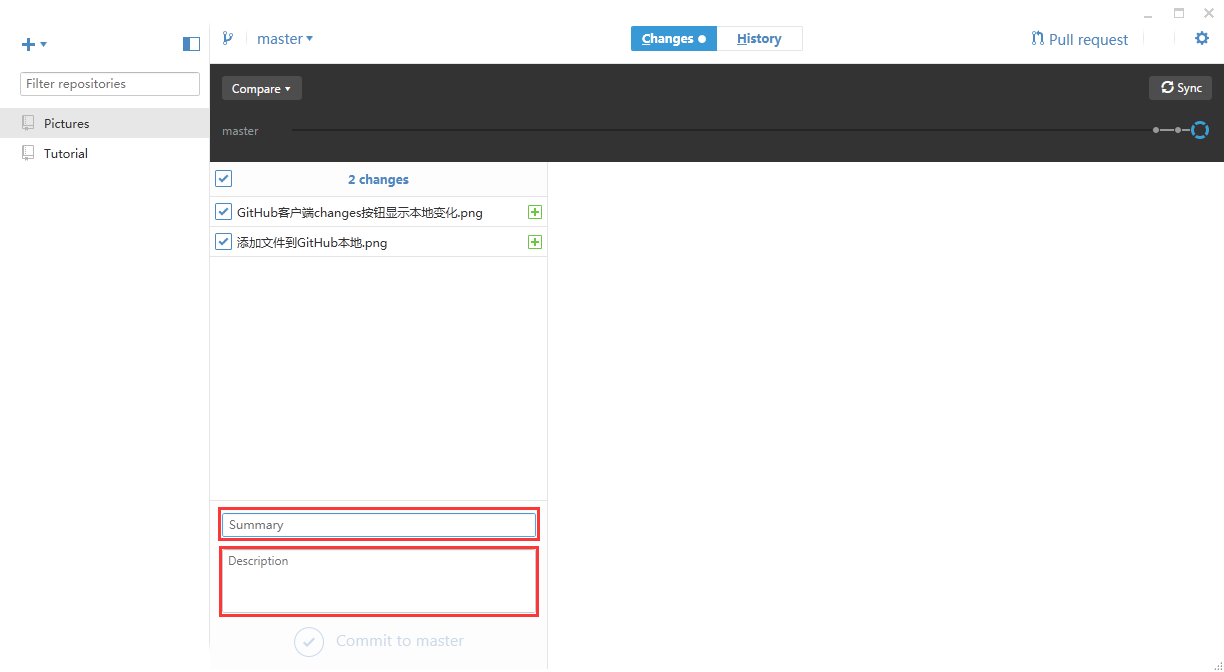 master
Changes
History
Pull request
Filter repositories
Pictures
Tutorial
Compare
Sync
master
2 changes
GitHub客户端changes按钮显示本地变化.png
添加文件到GitHub本地.png
Summary
Description
Commit to master